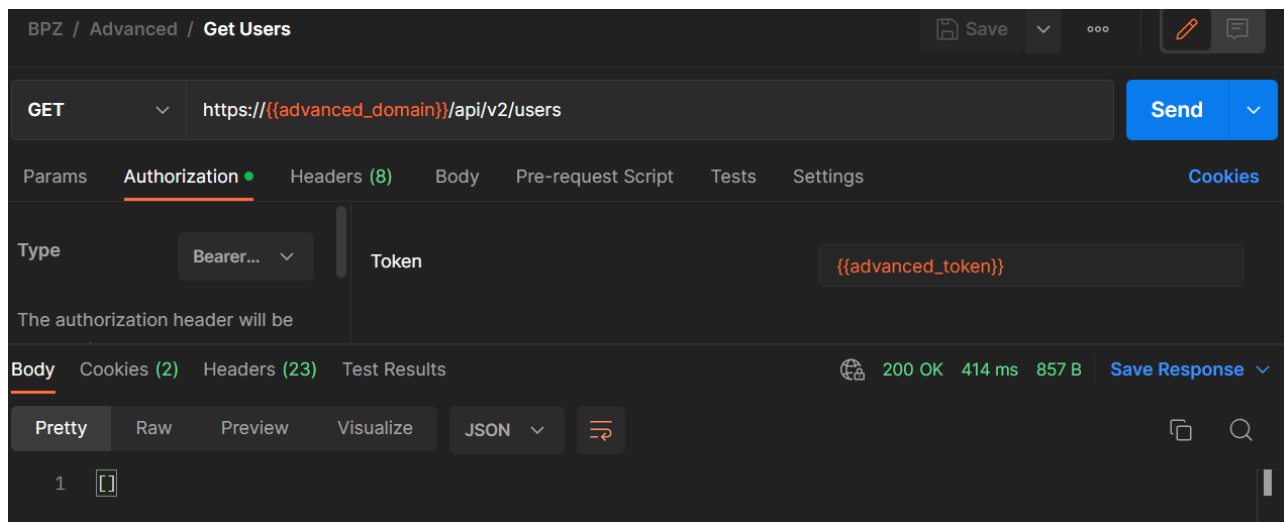 BPZ / Advanced / Get Users Save ooo
GET https://{{advanced_domain}}/api/v2/users Send
Params Authorization Headers (8) Body Pre-request Script Tests Settings Cookies
Type Bearer... Token {{advanced_token}}
The authorization header will be
Body Cookies (2) Headers (23) Test Results 200 OK 414 ms 857 B Save Response
Pretty Raw Preview Visualize JSON
1 []